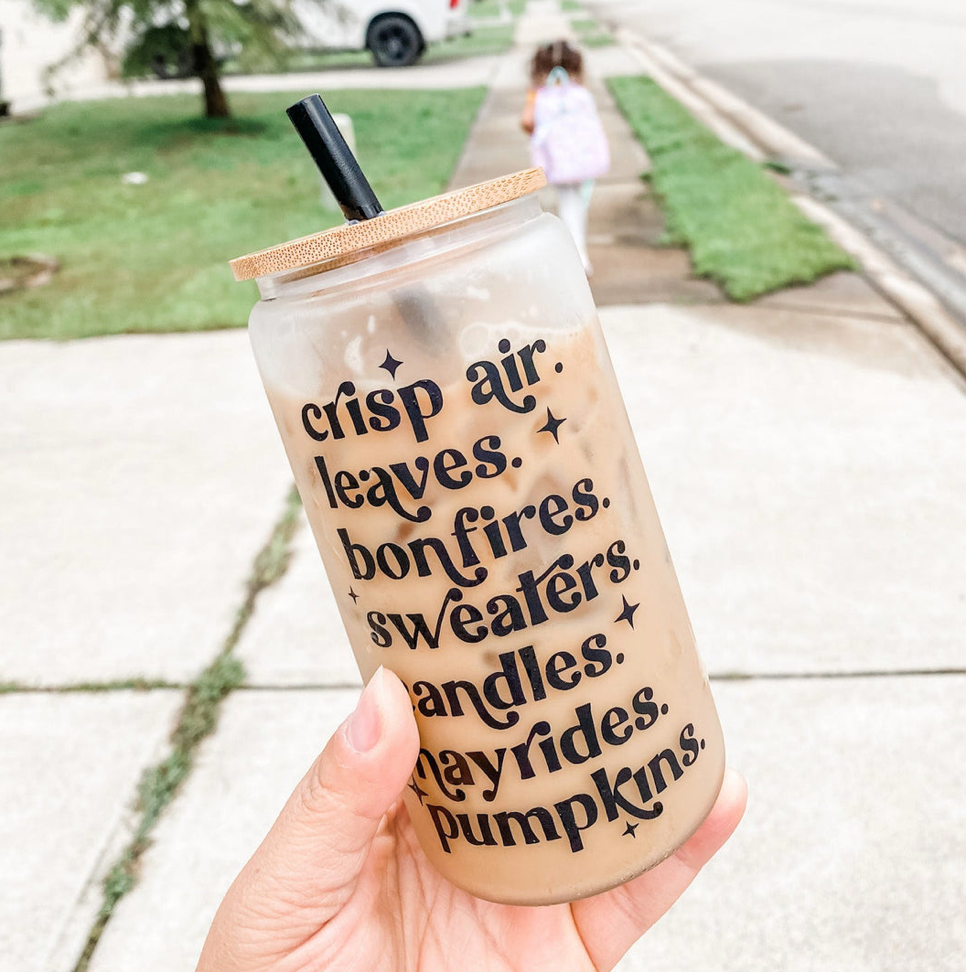 crisp air.
leaves.
bonfires.
sweaters.
candles.
hayrides.
pumpkins.